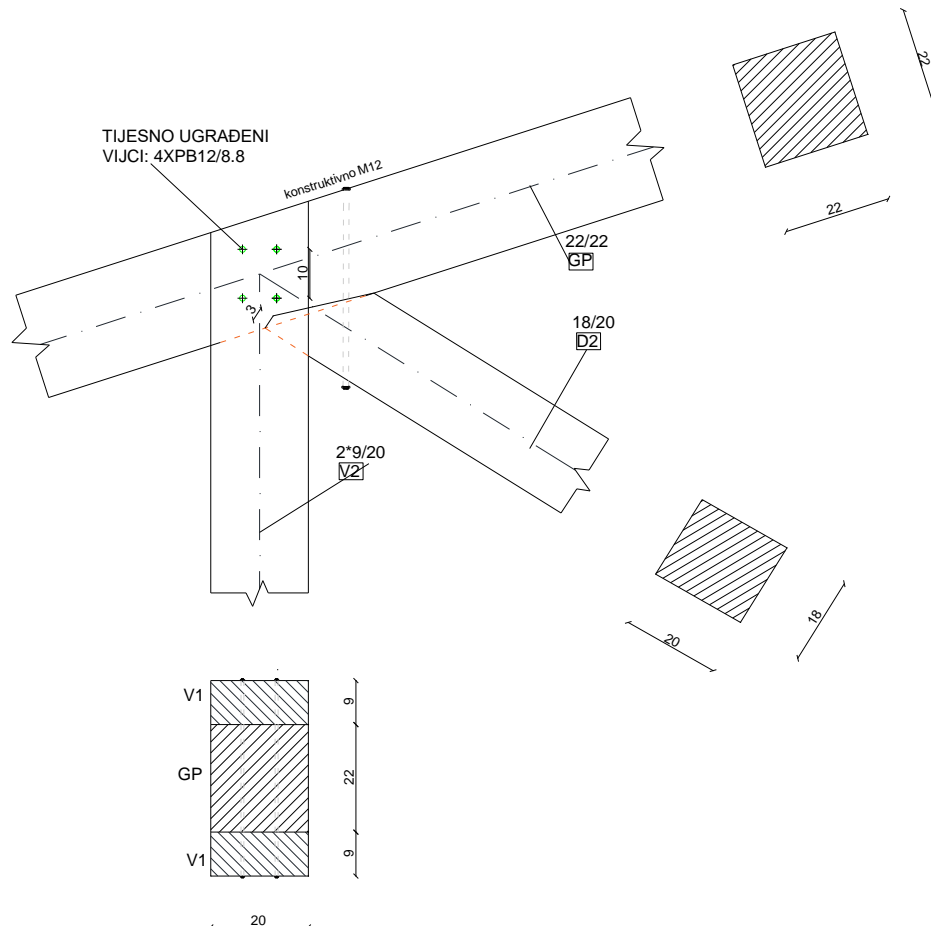 22
22
TIJESNO UGRAĐENI
VIJCI: 4XPB12/8.8
konstruktivno M12
22/22
GP
10
3
18/20
D2
2*9/20
V2
20
18
V1
9
GP
22
V1
9
20